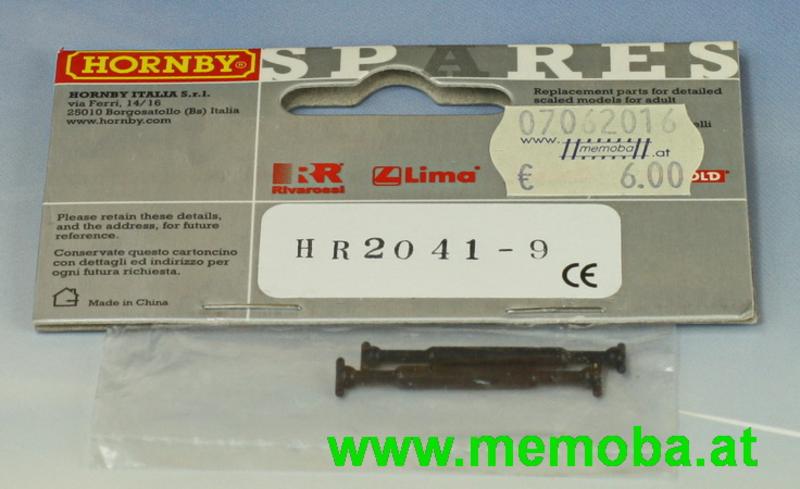 HORNBY® SPARES
HORNBY ITALIA S.r.l.
via Ferri, 14/16
25010 Borgosatollo (Bs) Italia
www.hornby.com
Replacement parts for detailed
scaled models for adult
07062016
www. memoba .at
€ 6.00
RR
Rivarossi
Lima®
Please retain these details,
and the address, for future
reference.
Conservate questo cartoncino
con dettagli ed indirizzo per
ogni futura richiesta.
Made in China
HR2041-9
CE
www.memoba.at